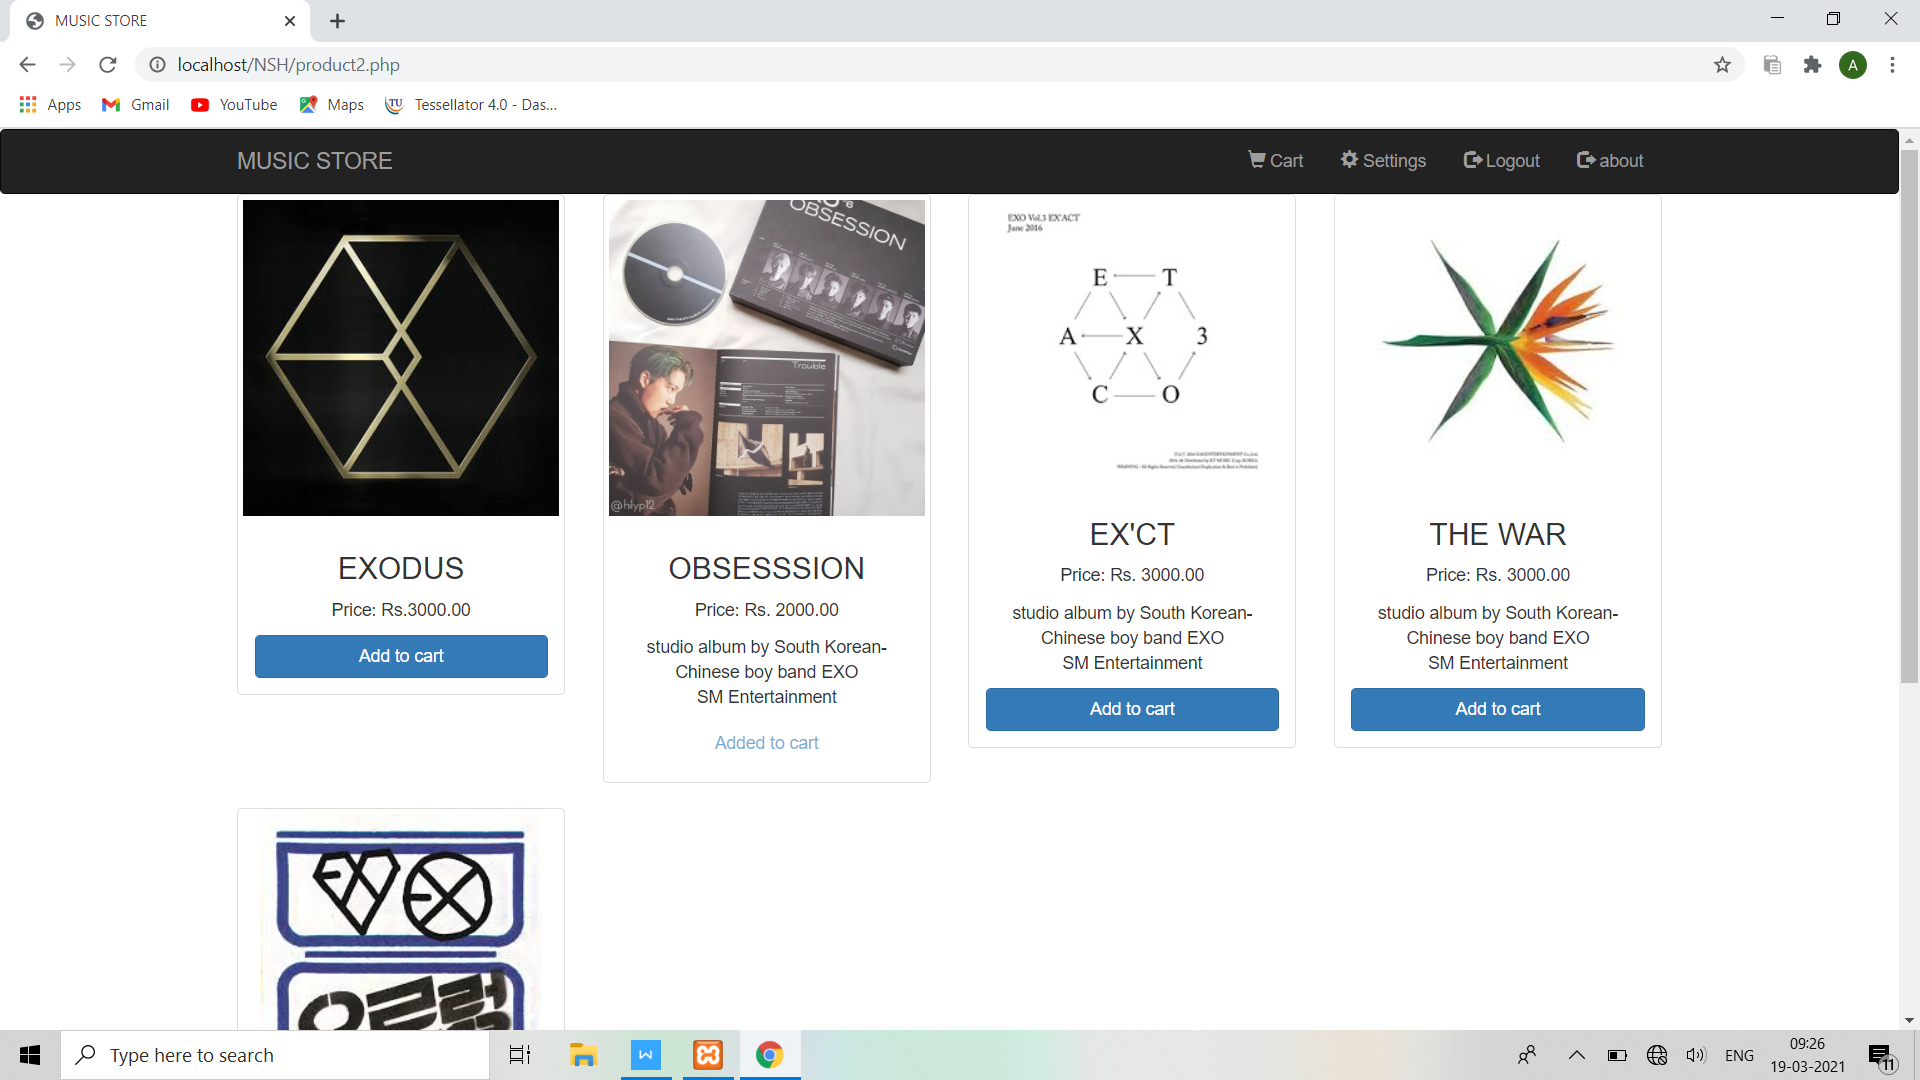 MUSIC STORE
localhost/NSH/product2.php
A
Apps
Gmail
YouTube
Maps
TU
Tessellator 4.0 - Das...
MUSIC STORE
Cart
Settings
Logout
about
EXODUS
Price: Rs.3000.00
Add to cart
OBSESSION
Trouble
@hlyp12
OBSESSSION
Price: Rs. 2000.00
studio album by South Korean-
Chinese boy band EXO
SM Entertainment
Added to cart
EXO Vol.3 EX'ACT
June 2016
E T
A X 3
C O
EX'CT
Price: Rs. 3000.00
studio album by South Korean-
Chinese boy band EXO
SM Entertainment
Add to cart
THE WAR
Price: Rs. 3000.00
studio album by South Korean-
Chinese boy band EXO
SM Entertainment
Add to cart
Type here to search
ENG
09:26
19-03-2021
11